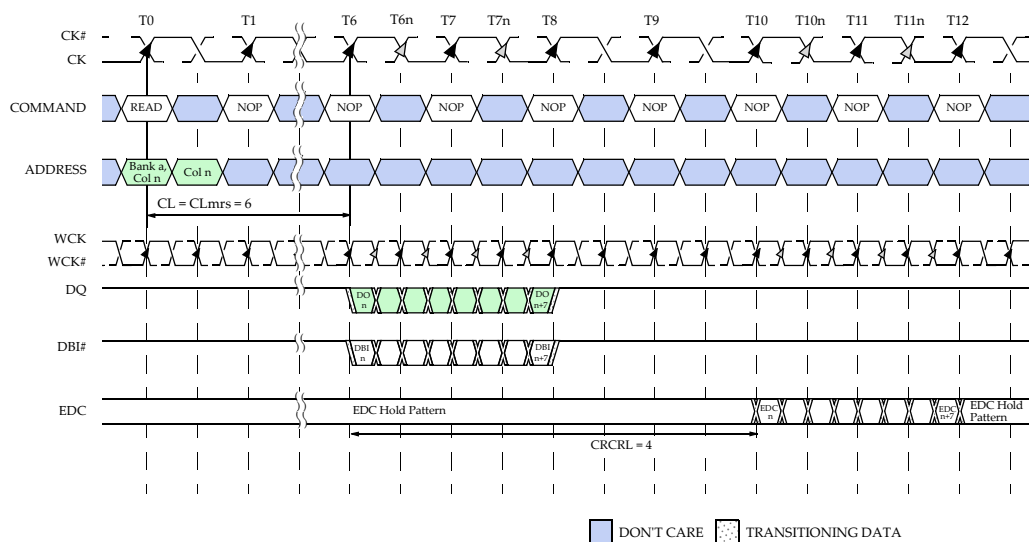 T0 T1 T6 T6n T7 T7n T8 T9 T10 T10n T11 T11n T12
CK#
CK
COMMAND READ NOP NOP NOP NOP NOP NOP NOP NOP
ADDRESS Bank a, Col n Col n
CL = CLmrs = 6
WCK
WCK#
DQ
DO n DO n+7
DBI#
DBI n DBI n+7
EDC EDC Hold Pattern EDC n EDC n+7 EDC Hold Pattern
CRCRL = 4
DON'T CARE TRANSITIONING DATA